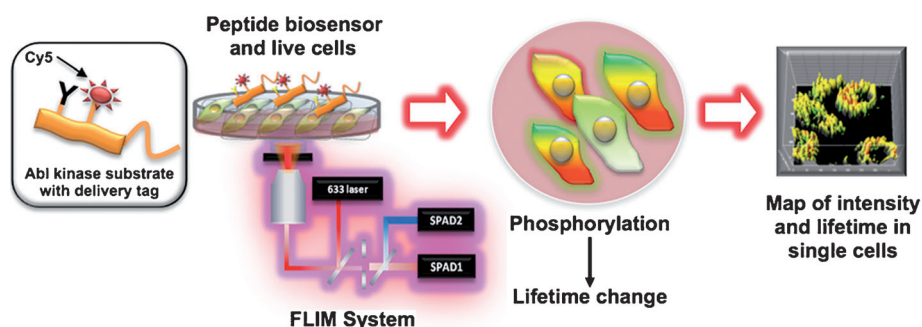 Cy5
Y
Abl kinase substrate
with delivery tag
Peptide biosensor
and live cells
633 laser
SPAD2
SPAD1
FLIM System
Phosphorylation
Lifetime change
Map of intensity
and lifetime in
single cells